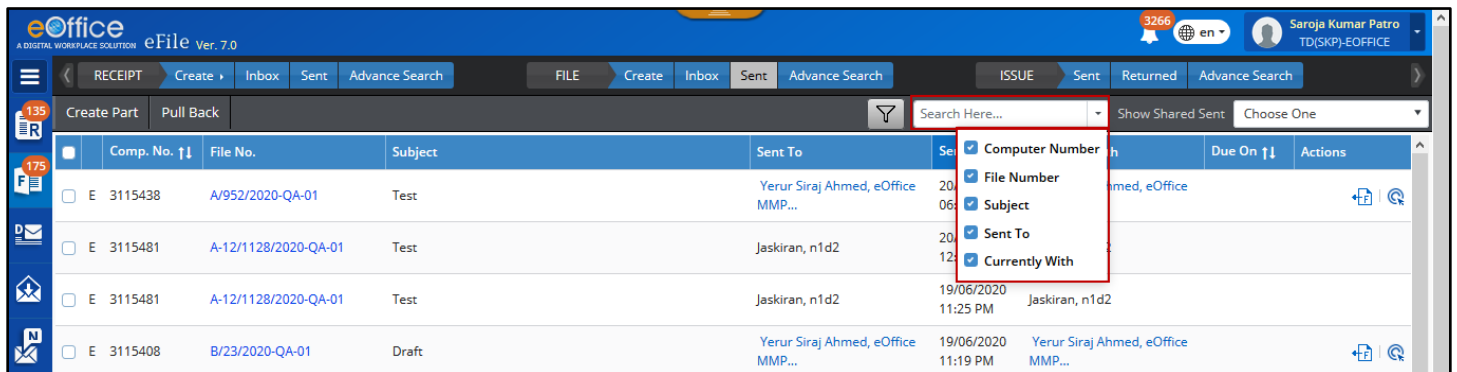 eOffice
A DIGITAL WORKPLACE SOLUTION eFile Ver. 7.0
3266
en
Saroja Kumar Patro
TD(SKP)-EOFFICE
RECEIPT Create Inbox Sent Advance Search FILE Create Inbox Sent Advance Search ISSUE Sent Returned Advance Search
135
R
Create Part Pull Back Search Here... Show Shared Sent Choose One
Comp. No. File No. Subject Sent To Due On Actions
Computer Number
File Number
Subject
Sent To
Currently With
175
F
E 3115438 A/952/2020-QA-01 Test Yerur Siraj Ahmed, eOffice
MMP...
D
E 3115481 A-12/1128/2020-QA-01 Test Jaskiran, n1d2
E 3115481 A-12/1128/2020-QA-01 Test Jaskiran, n1d2 19/06/2020 Jaskiran, n1d2
11:25 PM
N
E 3115408 B/23/2020-QA-01 Draft Yerur Siraj Ahmed, eOffice 19/06/2020 Yerur Siraj Ahmed, eOffice
MMP... 11:19 PM MMP...